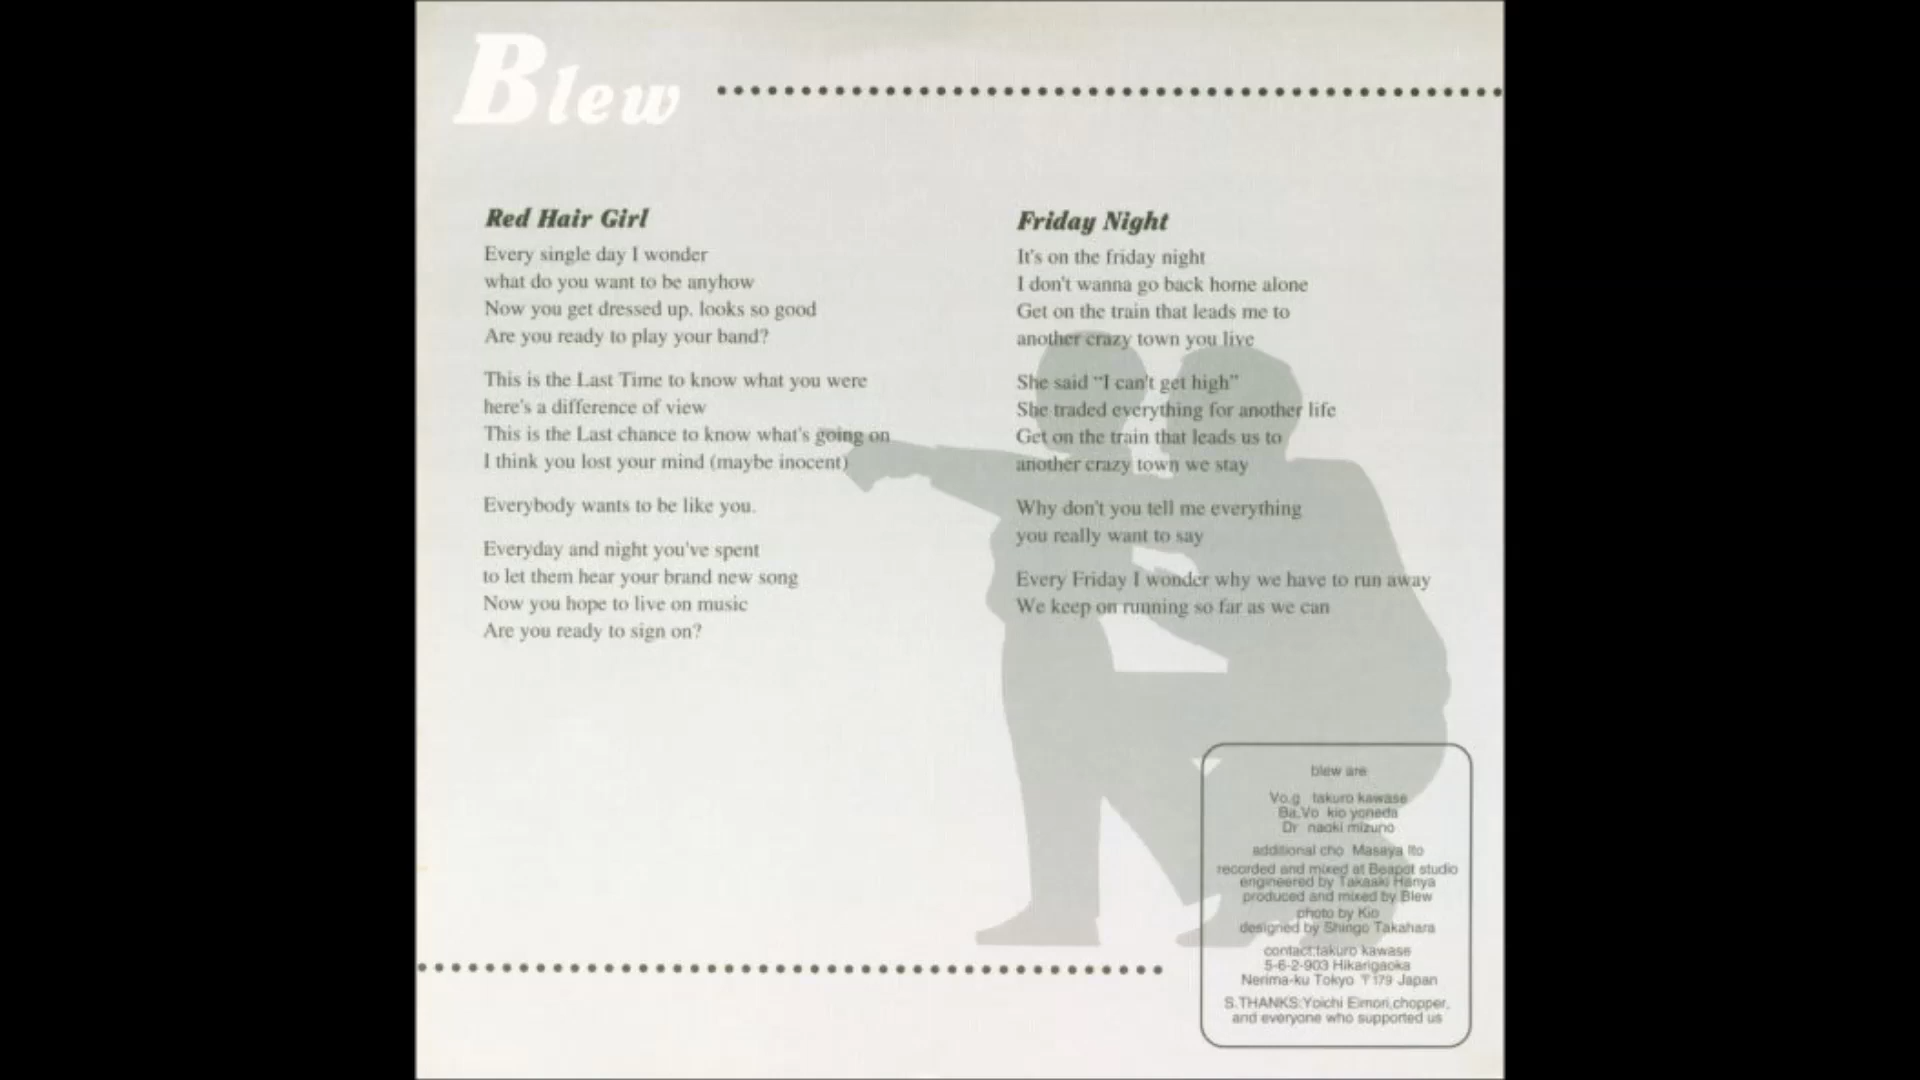 Blew
Red Hair Girl
Every single day I wonder
what do you want to be anyhow
Now you get dressed up. looks so good
Are you ready to play your band?
This is the Last Time to know what you were
here's a difference of view
This is the Last chance to know what's going on
I think you lost your mind (maybe inocent)
Everybody wants to be like you.
Everyday and night you've spent
to let them hear your brand new song
Now you hope to live on music
Are you ready to sign on?
Friday Night
It's on the friday night
I don't wanna go back home alone
Get on the train that leads me to
another crazy town you live
She said “I can't get high”
She traded everything for another life
Get on the train that leads us to
another crazy town we stay
Why don't you tell me everything
you really want to say
Every Friday I wonder why we have to run away
We keep on running so far as we can
blew are
Vo.g takuro kawase
Ba.Vo kio yoneda
Dr naoki mizuno
additional cho Masaya Ito
recorded and mixed at Beapot studio
engineered by Takaaki Hanya
produced and mixed by Blew
photo by Kio
designed by Shingo Takahara
contact:takuro kawase
5-6-2-903 Hikarigaoka
Nerima-ku Tokyo 〒179 Japan
S.THANKS:Yoichi Eimori,chopper,
and everyone who supported us